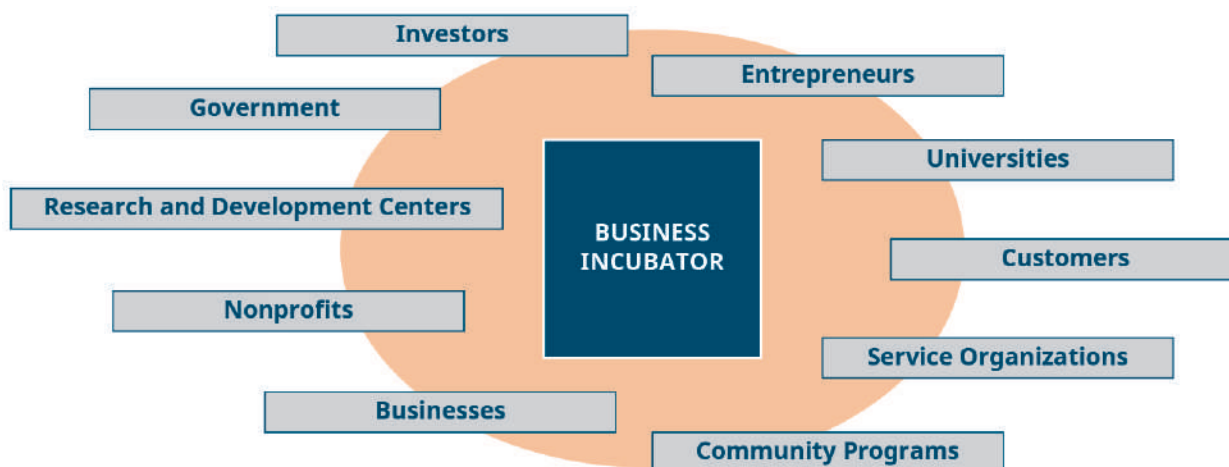 Investors
Entrepreneurs
Government
Universities
Research and Development Centers
BUSINESS
INCUBATOR
Customers
Nonprofits
Service Organizations
Businesses
Community Programs